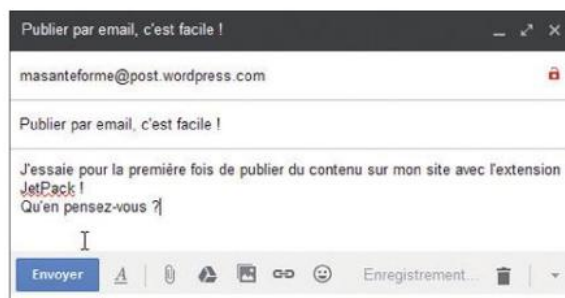 Publier par email, c'est facile !
masanteforme@post.wordpress.com
Publier par email, c'est facile !
J'essaie pour la première fois de publier du contenu sur mon site avec l'extension
JetPack !
Qu'en pensez-vous ?
Envoyer A Enregistrement...